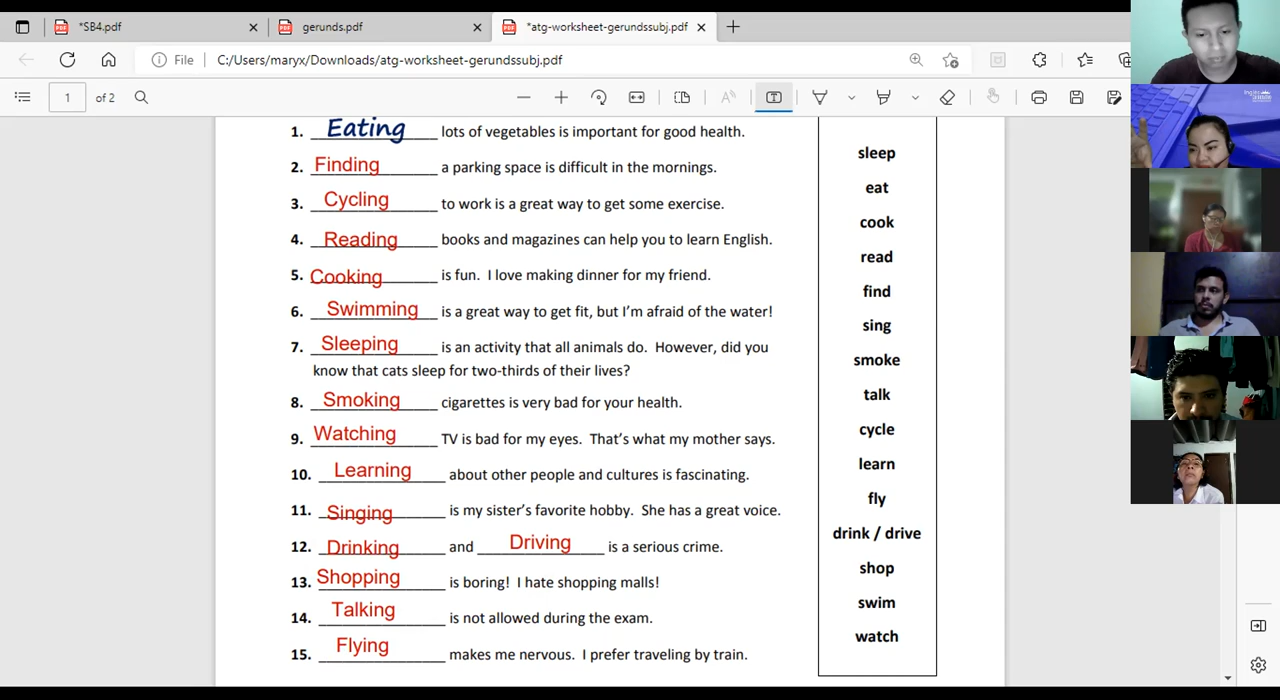 *SB4.pdf
gerunds.pdf
*atg-worksheet-gerundssubj.pdf
File C:/Users/maryx/Downloads/atg-worksheet-gerundssubj.pdf
1 of 2
1. Eating lots of vegetables is important for good health.
2. Finding a parking space is difficult in the mornings.
3. Cycling to work is a great way to get some exercise.
4. Reading books and magazines can help you to learn English.
5. Cooking is fun. I love making dinner for my friend.
6. Swimming is a great way to get fit, but I'm afraid of the water!
7. Sleeping is an activity that all animals do. However, did you
know that cats sleep for two-thirds of their lives?
8. Smoking cigarettes is very bad for your health.
9. Watching TV is bad for my eyes. That's what my mother says.
10. Learning about other people and cultures is fascinating.
11. Singing is my sister's favorite hobby. She has a great voice.
12. Drinking and Driving is a serious crime.
13. Shopping is boring! I hate shopping malls!
14. Talking is not allowed during the exam.
15. Flying makes me nervous. I prefer traveling by train.
sleep
eat
cook
read
find
sing
smoke
talk
cycle
learn
fly
drink / drive
shop
swim
watch